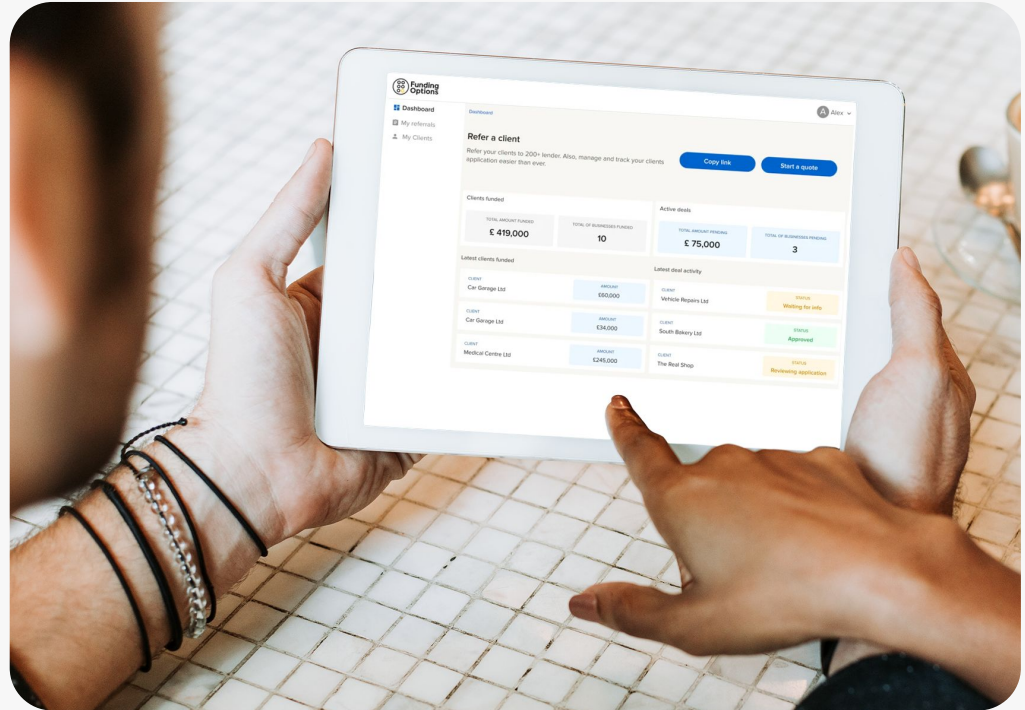 Funding
Options
Alex
Dashboard
My referrals
My Clients
Dashboard
Refer a client
Refer your clients to 200+ lender. Also, manage and track your clients
application easier than ever.
Copy link
Start a quote
Clients funded
TOTAL AMOUNT FUNDED
£ 419,000
TOTAL OF BUSINESSES FUNDED
10
Active deals
TOTAL AMOUNT PENDING
£ 75,000
TOTAL OF BUSINESSES PENDING
3
Latest clients funded
CLIENT
Car Garage Ltd
AMOUNT
£60,000
CLIENT
Car Garage Ltd
AMOUNT
£34,000
CLIENT
Medical Centre Ltd
AMOUNT
£245,000
Latest deal activity
CLIENT
Vehicle Repairs Ltd
STATUS
Waiting for info
CLIENT
South Bakery Ltd
STATUS
Approved
CLIENT
The Real Shop
STATUS
Reviewing application